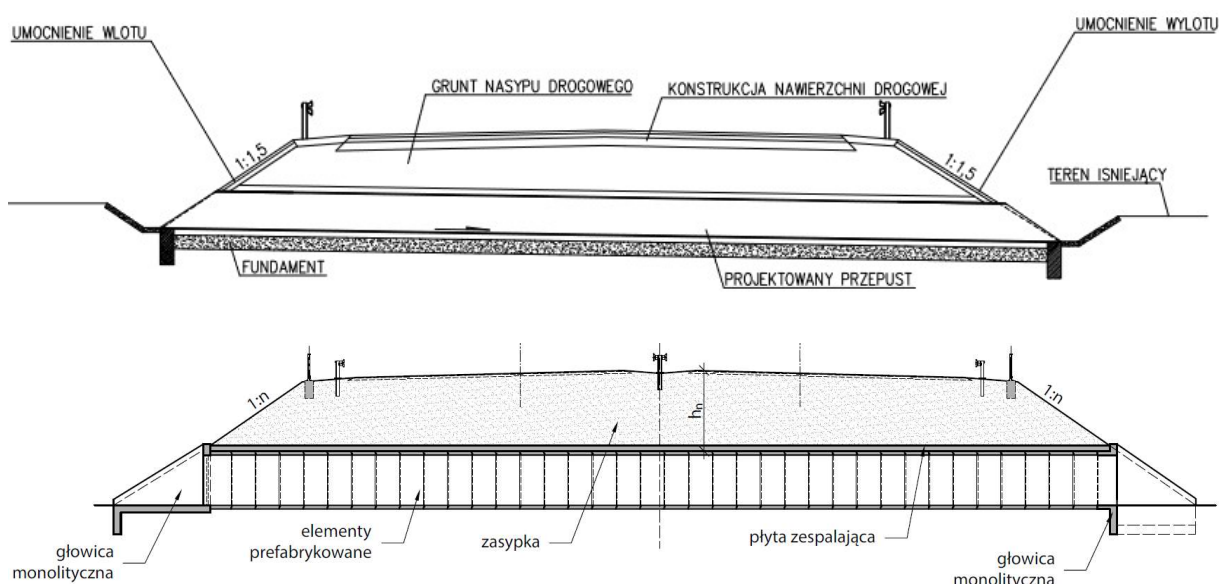 UMOCNIENIE WLOTU
UMOCNIENIE WYLOTU
GRUNT NASYPU DROGOWEGO
KONSTRUKCJA NAWIERZCHNI DROGOWEJ
1:1,5
1:1,5
TEREN ISNIEJĄCY
FUNDAMENT
PROJEKTOWANY PRZEPUST
1:n
hn
1:n
elementy
prefabrykowane
zasypka
płyta zespalająca
głowica
monolityczna
głowica
monolityczna